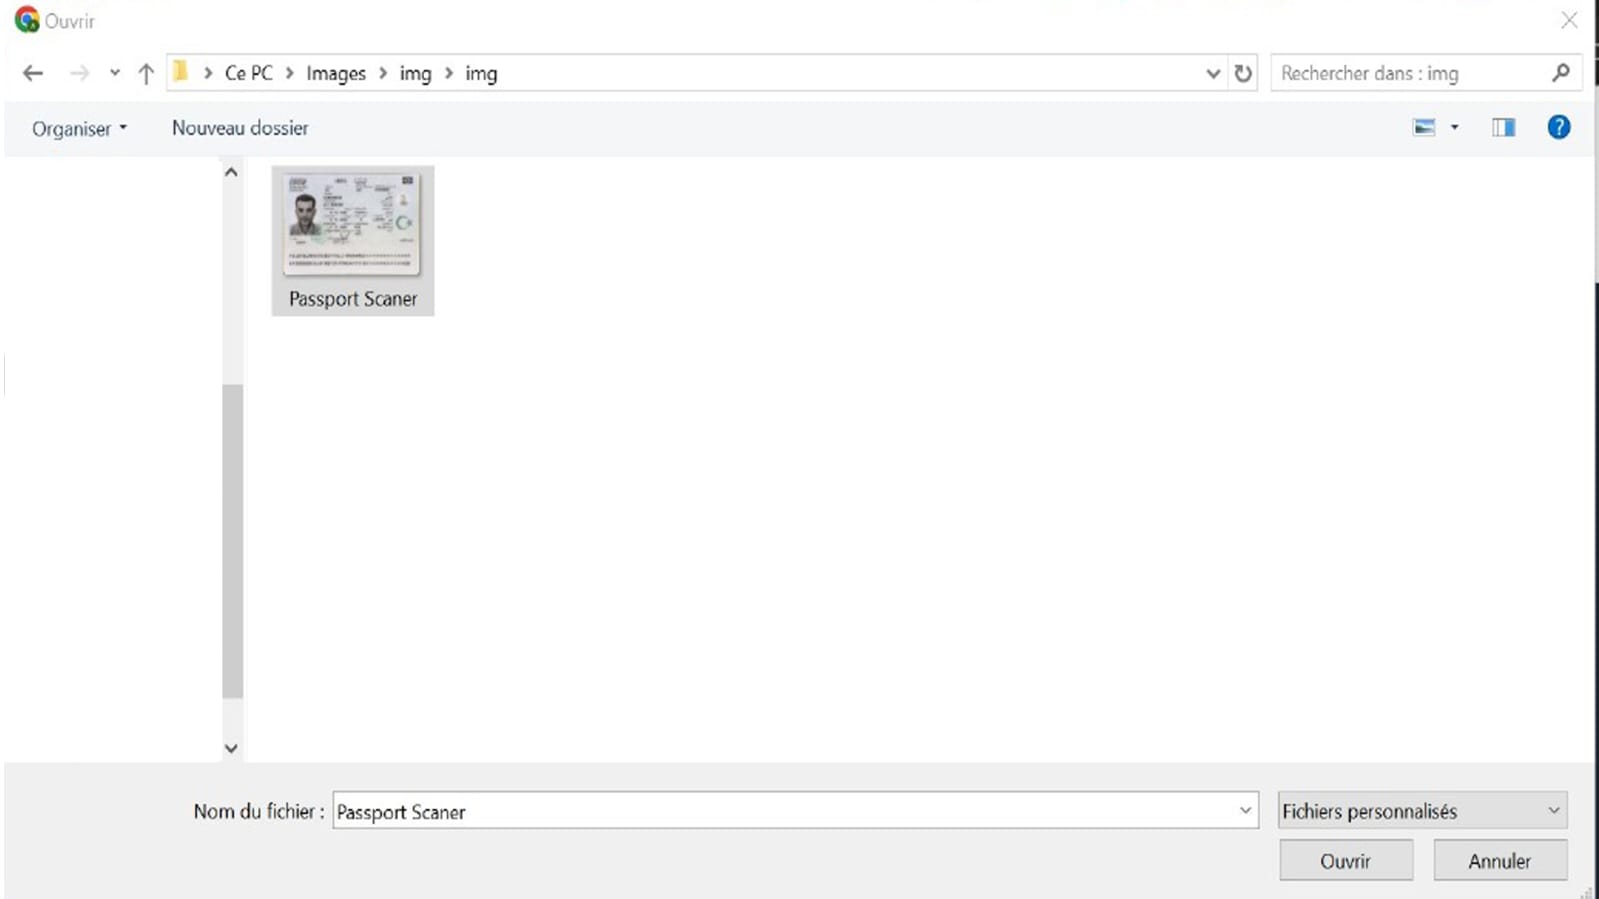 Ouvrir
Ce PC > Images > img > img
Rechercher dans : img
Organiser
Nouveau dossier
Passport Scaner
Nom du fichier : Passport Scaner
Fichiers personnalisés
Ouvrir
Annuler